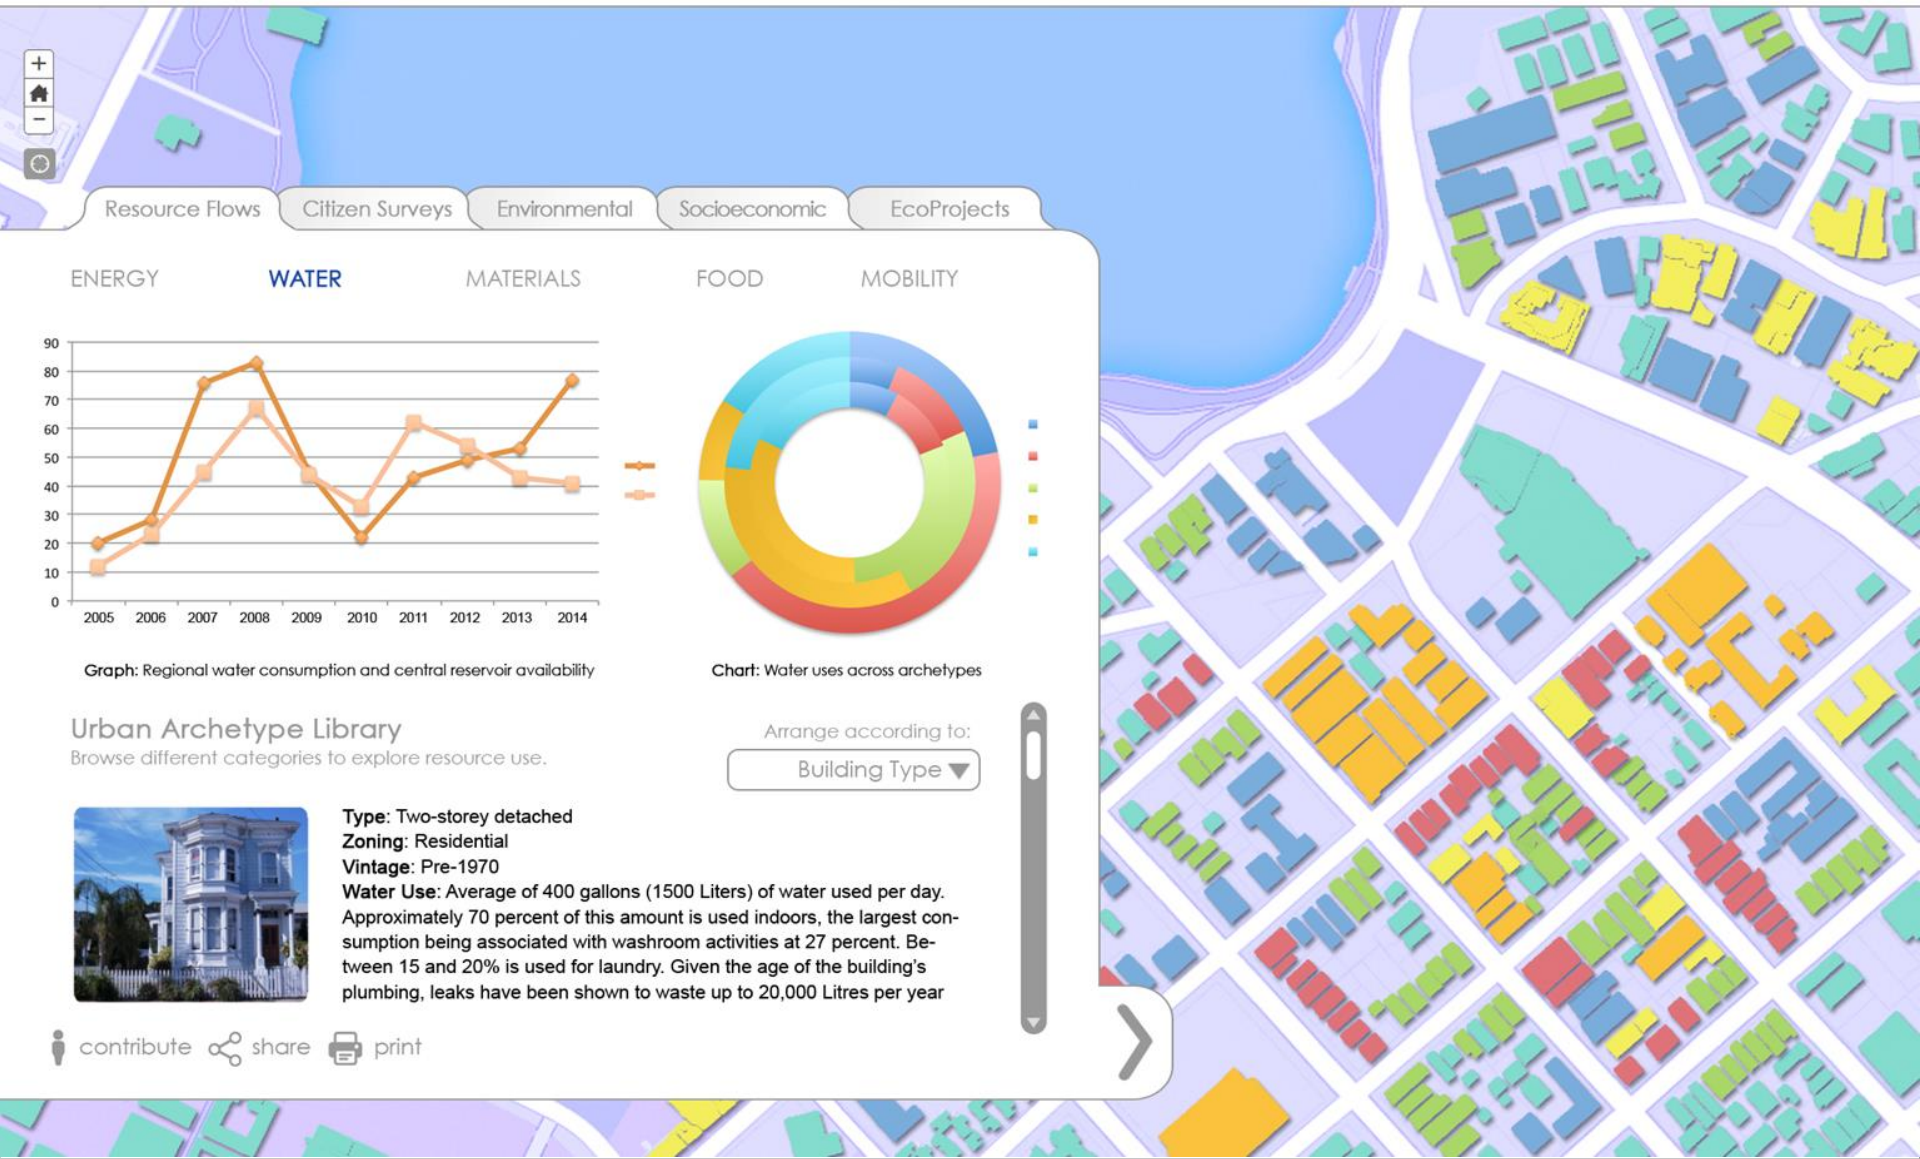 +
−
Resource Flows
Citizen Surveys
Environmental
Socioeconomic
EcoProjects
ENERGY
WATER
MATERIALS
FOOD
MOBILITY
90
80
70
60
50
40
30
20
10
0
2005 2006 2007 2008 2009 2010 2011 2012 2013 2014
Graph: Regional water consumption and central reservoir availability
Chart: Water uses across archetypes
Urban Archetype Library
Browse different categories to explore resource use.
Arrange according to:
Building Type
Type: Two-storey detached
Zoning: Residential
Vintage: Pre-1970
Water Use: Average of 400 gallons (1500 Liters) of water used per day.
Approximately 70 percent of this amount is used indoors, the largest con-
sumption being associated with washroom activities at 27 percent. Be-
tween 15 and 20% is used for laundry. Given the age of the building's
plumbing, leaks have been shown to waste up to 20,000 Litres per year
contribute
share
print